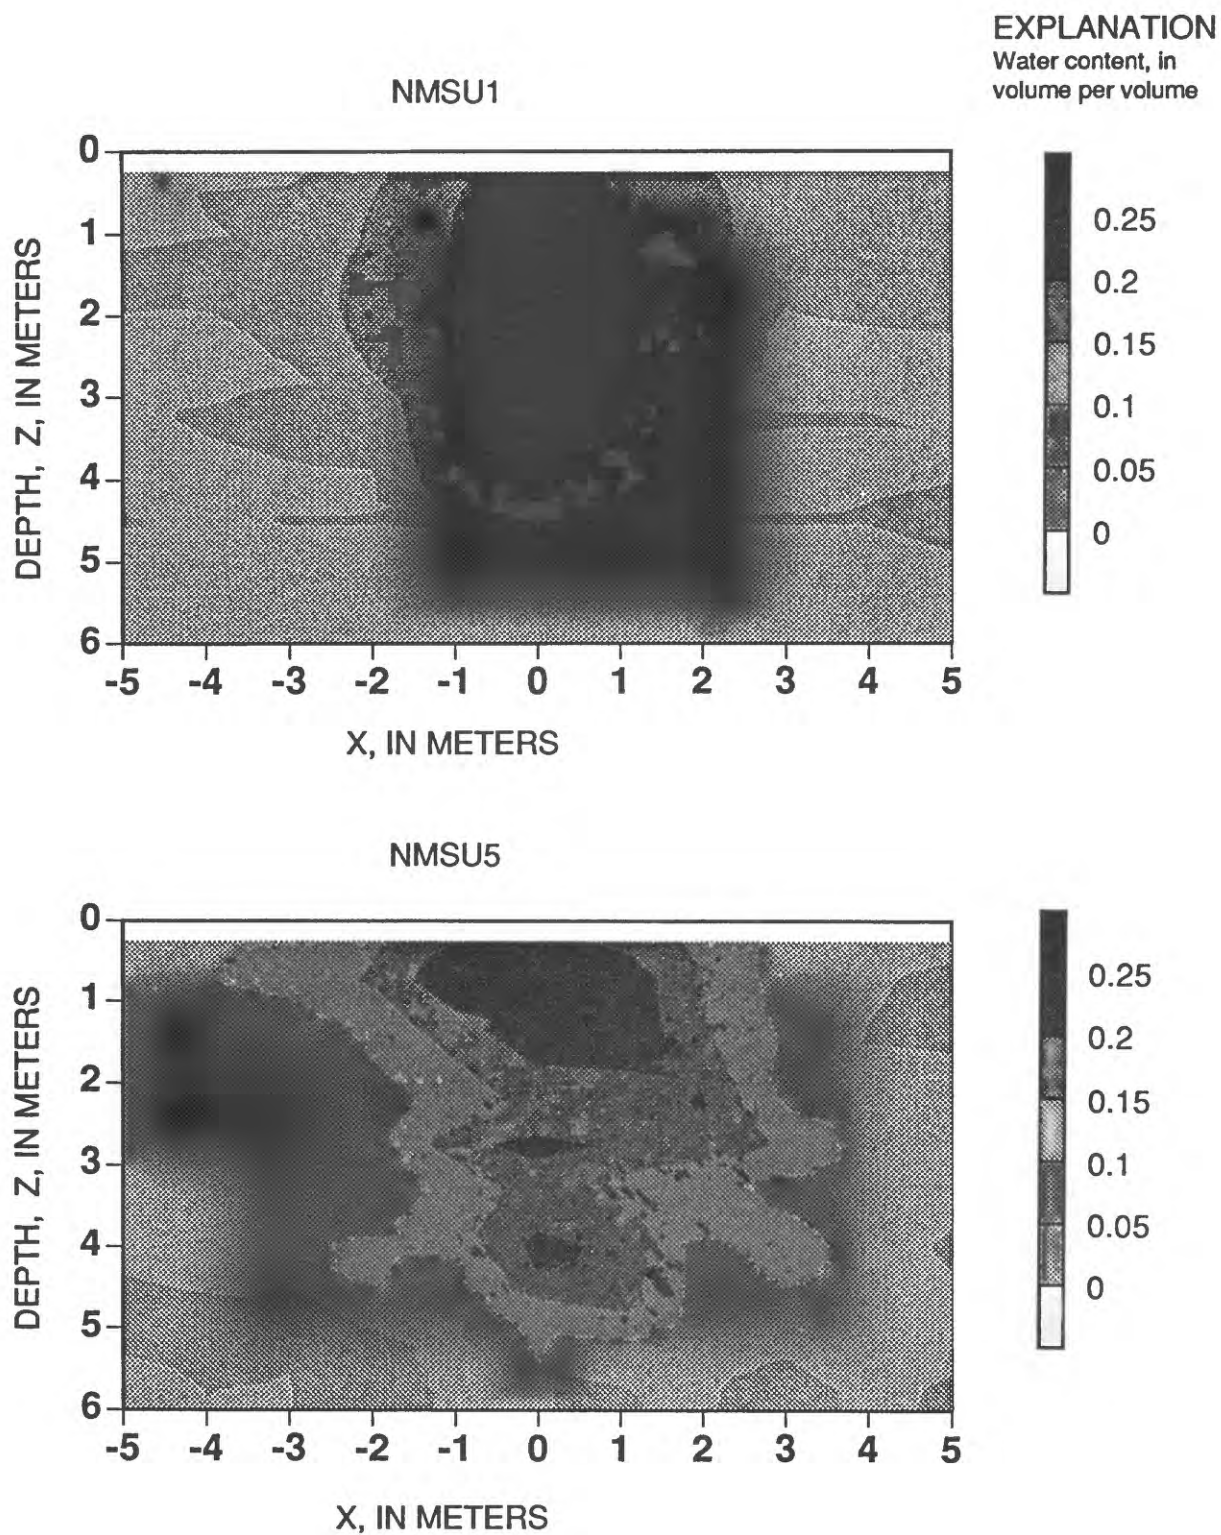 EXPLANATION
Water content, in
volume per volume
NMSU1
0
1
2
3
4
5
6
DEPTH, Z, IN METERS
-5 -4 -3 -2 -1 0 1 2 3 4 5
X, IN METERS
0.25
0.2
0.15
0.1
0.05
0
NMSU5
0
1
2
3
4
5
6
DEPTH, Z, IN METERS
-5 -4 -3 -2 -1 0 1 2 3 4 5
X, IN METERS
0.25
0.2
0.15
0.1
0.05
0